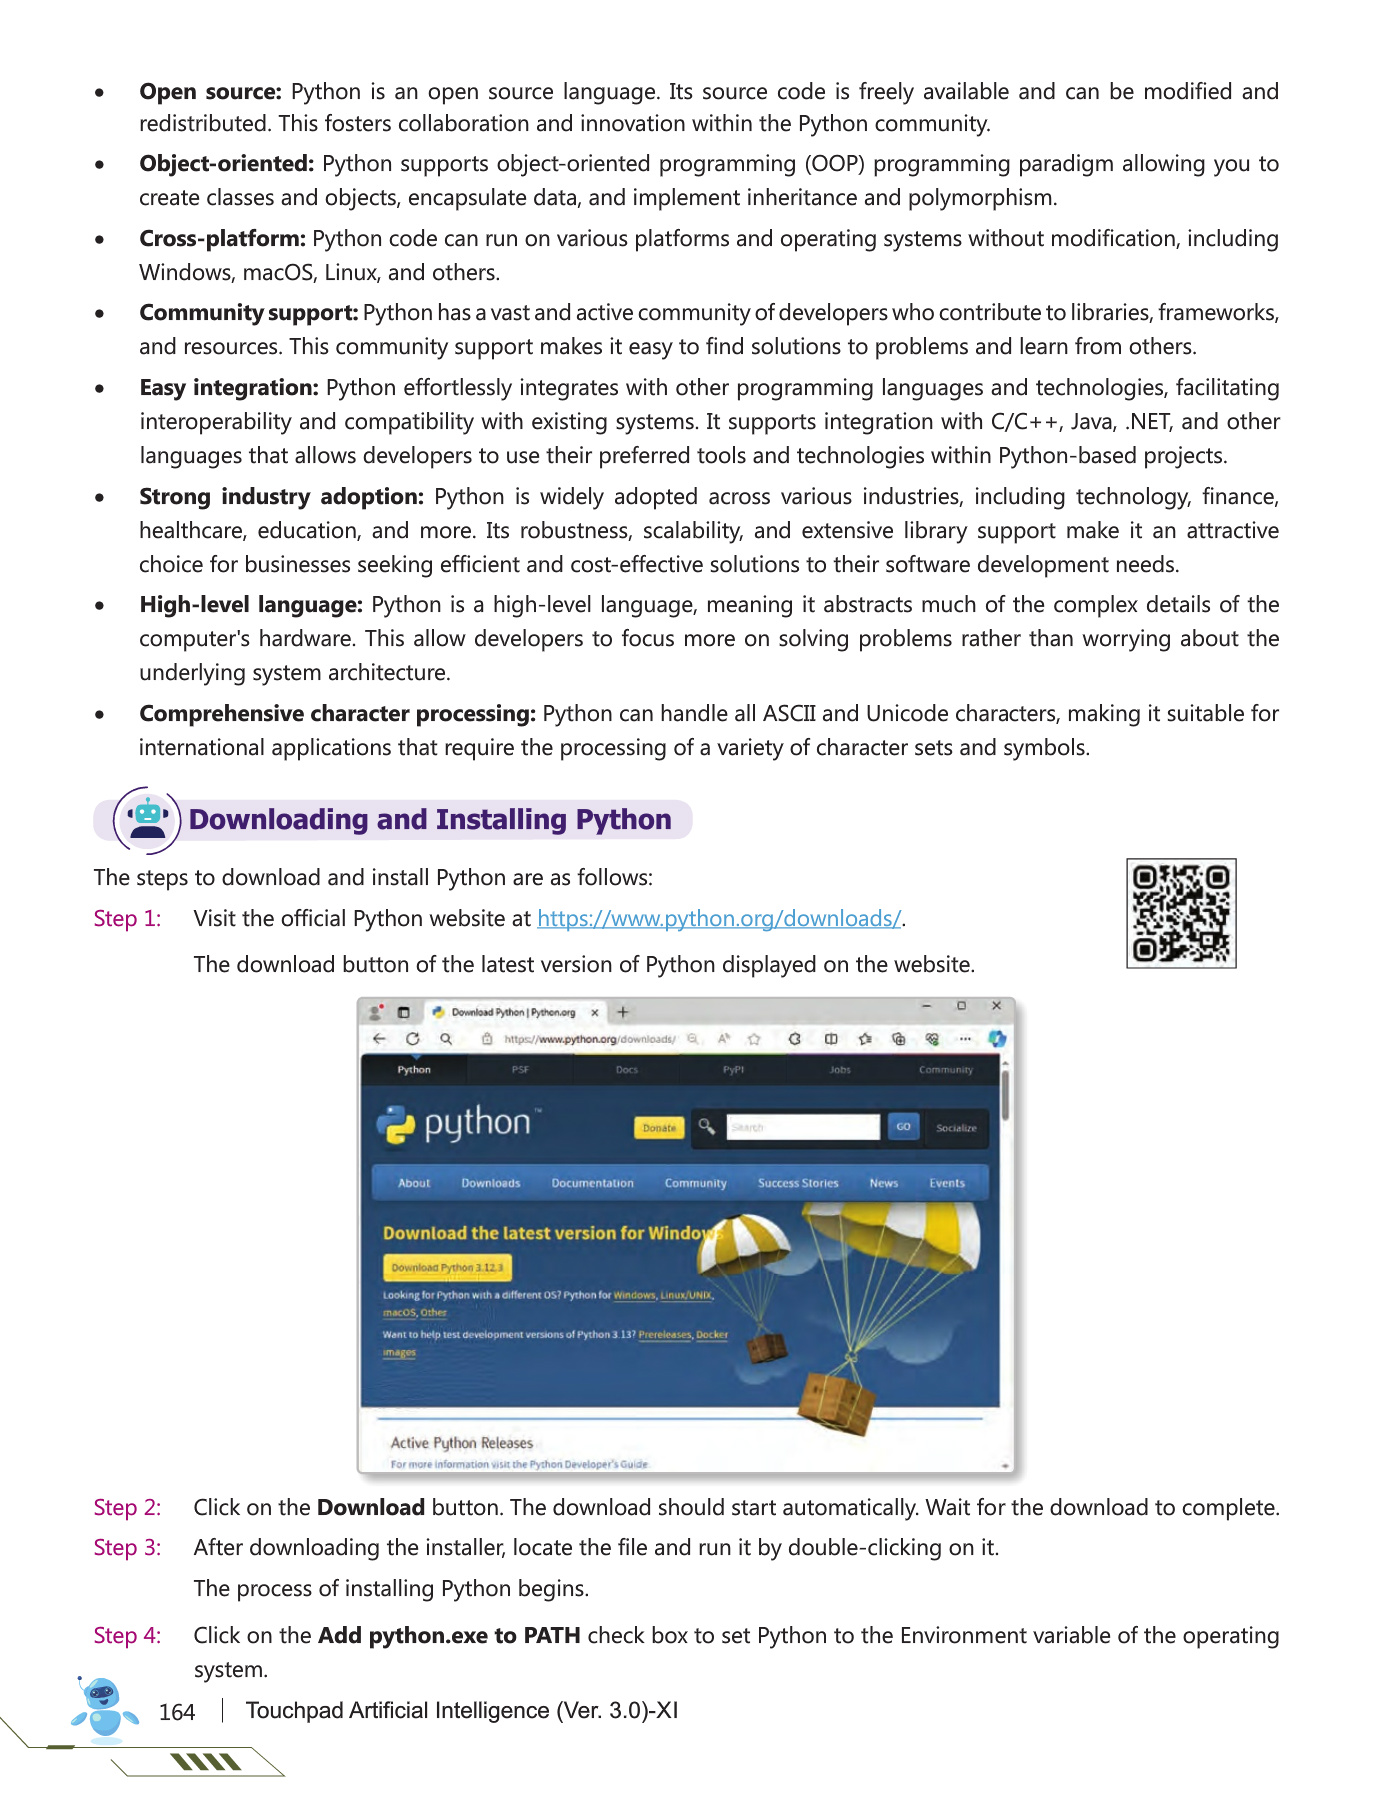 • Open source: Python is an open source language. Its source code is freely available and can be modified and
redistributed. This fosters collaboration and innovation within the Python community.
• Object-oriented: Python supports object-oriented programming (OOP) programming paradigm allowing you to
create classes and objects, encapsulate data, and implement inheritance and polymorphism.
• Cross-platform: Python code can run on various platforms and operating systems without modification, including
Windows, macOS, Linux, and others.
• Community support: Python has a vast and active community of developers who contribute to libraries, frameworks,
and resources. This community support makes it easy to find solutions to problems and learn from others.
• Easy integration: Python effortlessly integrates with other programming languages and technologies, facilitating
interoperability and compatibility with existing systems. It supports integration with C/C++, Java, .NET, and other
languages that allows developers to use their preferred tools and technologies within Python-based projects.
• Strong industry adoption: Python is widely adopted across various industries, including technology, finance,
healthcare, education, and more. Its robustness, scalability, and extensive library support make it an attractive
choice for businesses seeking efficient and cost-effective solutions to their software development needs.
• High-level language: Python is a high-level language, meaning it abstracts much of the complex details of the
computer's hardware. This allow developers to focus more on solving problems rather than worrying about the
underlying system architecture.
• Comprehensive character processing: Python can handle all ASCII and Unicode characters, making it suitable for
international applications that require the processing of a variety of character sets and symbols.
Downloading and Installing Python
The steps to download and install Python are as follows:
Step 1: Visit the official Python website at https://www.python.org/downloads/.
The download button of the latest version of Python displayed on the website.
Download Python | Python.org
https://www.python.org/downloads/
Python PSF Docs PyPI Jobs Community
python™
Donate Search GO Socialize
About Downloads Documentation Community Success Stories News Events
Download the latest version for Windows
Download Python 3.12.3
Looking for Python with a different OS? Python for Windows, Linux/UNIX,
macOS, Other
Want to help test development versions of Python 3.13? Prereleases, Docker
images
Active Python Releases
For more information visit the Python Developer's Guide
Step 2: Click on the Download button. The download should start automatically. Wait for the download to complete.
Step 3: After downloading the installer, locate the file and run it by double-clicking on it.
The process of installing Python begins.
Step 4: Click on the Add python.exe to PATH check box to set Python to the Environment variable of the operating
system.
164 | Touchpad Artificial Intelligence (Ver. 3.0)-XI